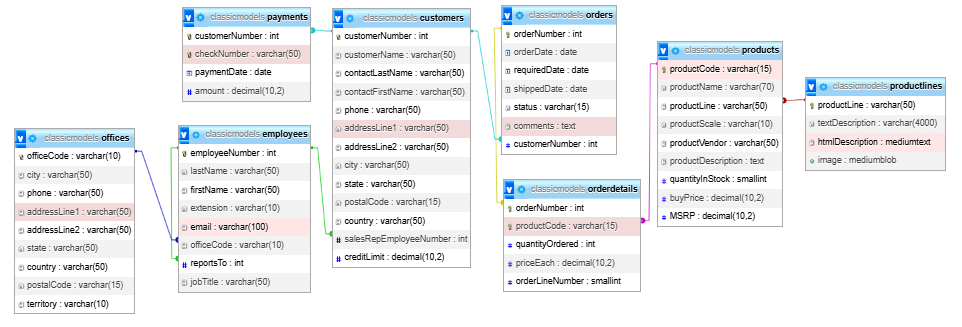 classicmodels payments
customerNumber : int
checkNumber : varchar(50)
paymentDate : date
amount : decimal(10,2)
classicmodels customers
customerNumber : int
customerName : varchar(50)
contactLastName : varchar(50)
contactFirstName : varchar(50)
phone : varchar(50)
addressLine1 : varchar(50)
addressLine2 : varchar(50)
city : varchar(50)
state : varchar(50)
postalCode : varchar(15)
country : varchar(50)
salesRepEmployeeNumber : int
creditLimit : decimal(10,2)
classicmodels orders
orderNumber : int
orderDate : date
requiredDate : date
shippedDate : date
status : varchar(15)
comments : text
customerNumber : int
classicmodels products
productCode : varchar(15)
productName : varchar(70)
productLine : varchar(50)
productScale : varchar(10)
productVendor : varchar(50)
productDescription : text
quantityInStock : smallint
buyPrice : decimal(10,2)
MSRP : decimal(10,2)
classicmodels productlines
productLine : varchar(50)
textDescription : varchar(4000)
htmlDescription : mediumtext
image : mediumblob
classicmodels offices
officeCode : varchar(10)
city : varchar(50)
phone : varchar(50)
addressLine1 : varchar(50)
addressLine2 : varchar(50)
state : varchar(50)
country : varchar(50)
postalCode : varchar(15)
territory : varchar(10)
classicmodels employees
employeeNumber : int
lastName : varchar(50)
firstName : varchar(50)
extension : varchar(10)
email : varchar(100)
officeCode : varchar(10)
reportsTo : int
jobTitle : varchar(50)
classicmodels orderdetails
orderNumber : int
productCode : varchar(15)
quantityOrdered : int
priceEach : decimal(10,2)
orderLineNumber : smallint